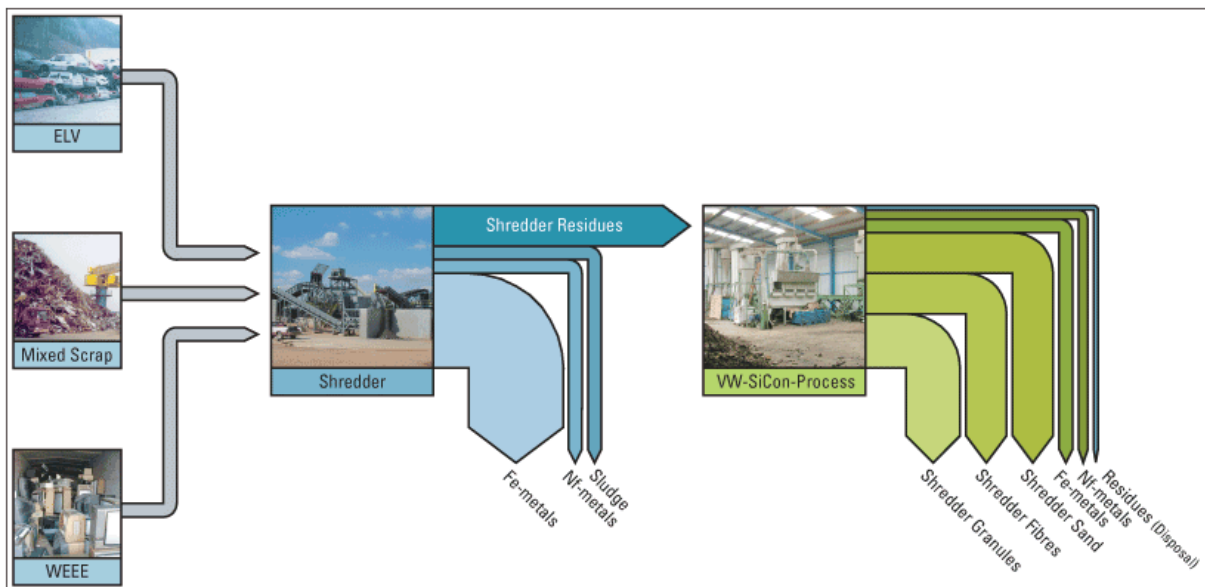 ELV
Mixed Scrap
WEEE
Shredder
Shredder Residues
Fe-metals
Nf-metals
Sludge
VW-SiCon-Process
Shredder Granules
Shredder Fibres
Shredder Sand
Fe-metals
Nf-metals
Residues (Disposal)